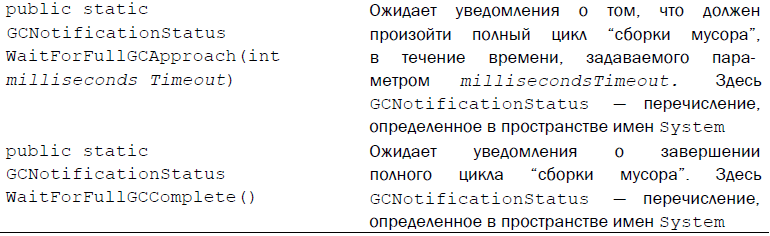 public static
GCNotificationStatus
WaitForFullGCApproach(int
milliseconds Timeout)
Ожидает уведомления о том, что должен
произойти полный цикл “сборки мусора”,
в течение времени, задаваемого пара-
метром millisecondsTimeout. Здесь
GCNotificationStatus — перечисление,
определенное в пространстве имен System
public static
GCNotificationStatus
WaitForFullGCComplete()
Ожидает уведомления о завершении
полного цикла “сборки мусора”. Здесь
GCNotificationStatus — перечисление,
определенное в пространстве имен System